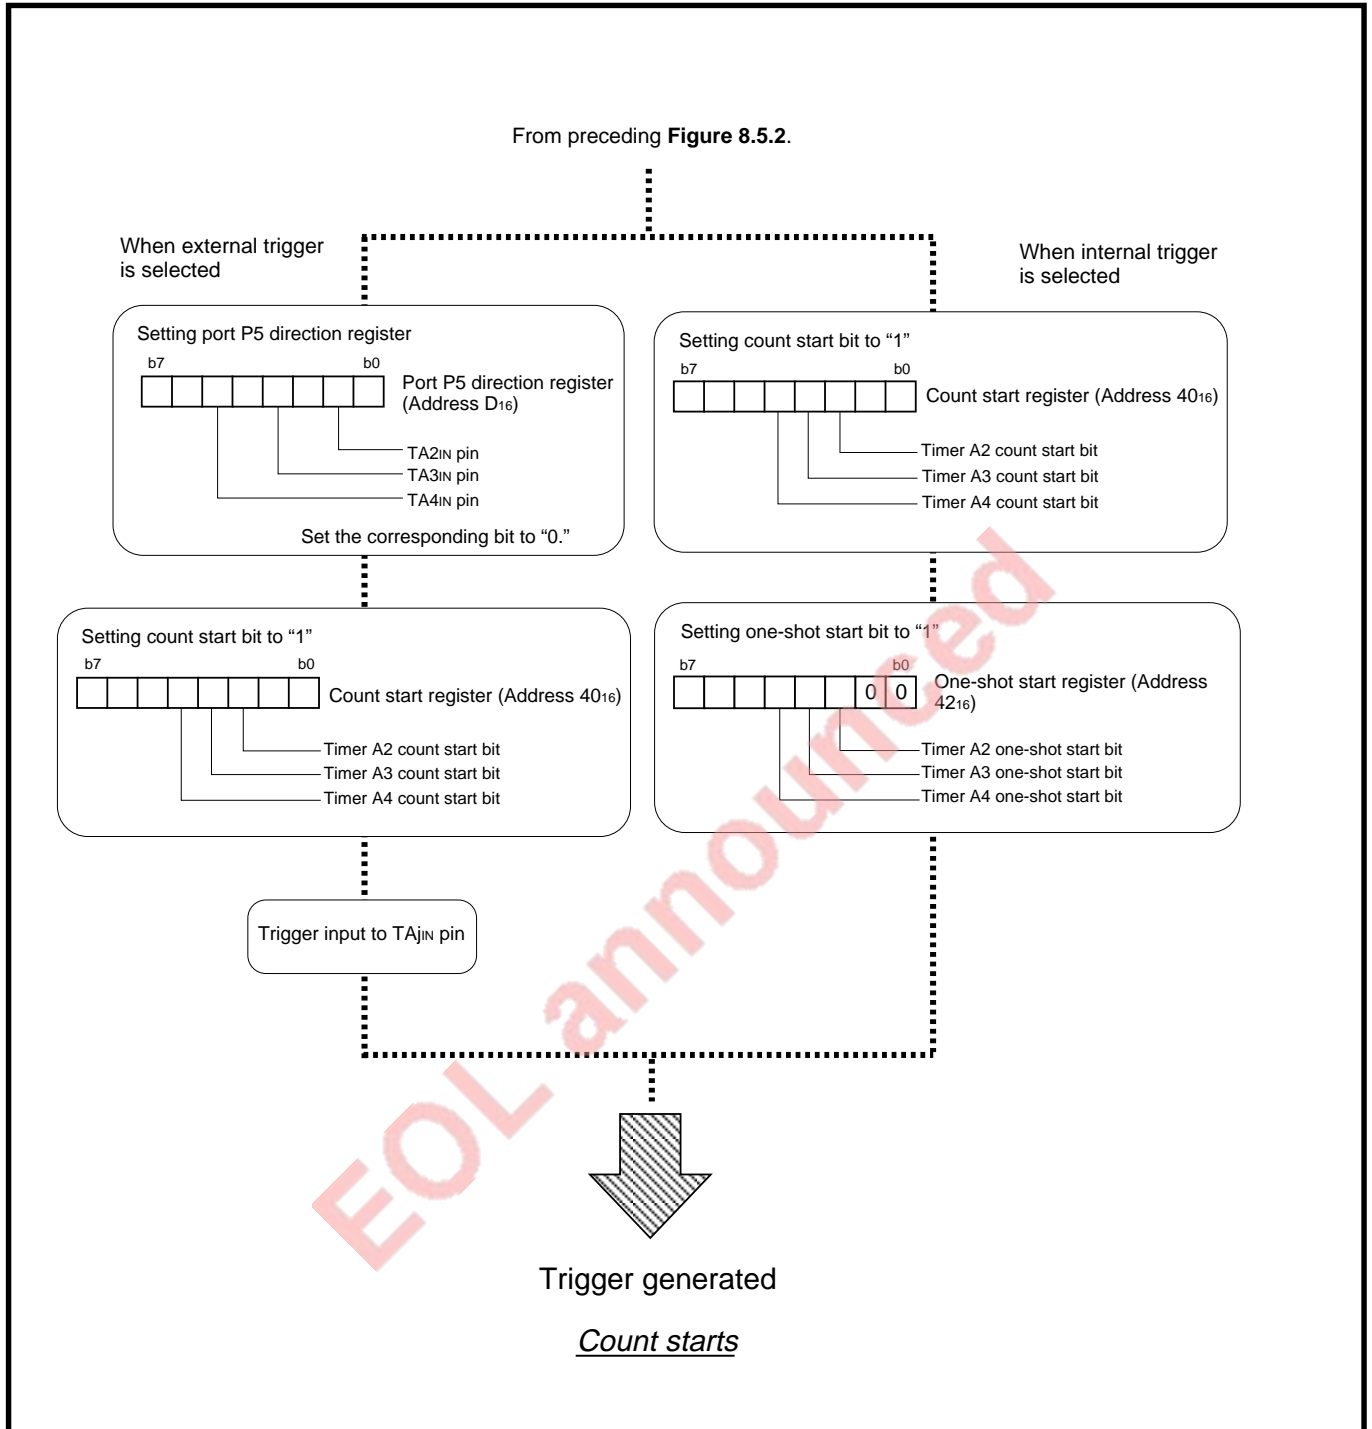 From preceding Figure 8.5.2.
When external trigger
is selected
When internal trigger
is selected
Setting port P5 direction register
b7 b0
Port P5 direction register
(Address D16)
TA2IN pin
TA3IN pin
TA4IN pin
Set the corresponding bit to “0.”
Setting count start bit to “1”
b7 b0
Count start register (Address 4016)
Timer A2 count start bit
Timer A3 count start bit
Timer A4 count start bit
Setting count start bit to “1”
b7 b0
Count start register (Address 4016)
Timer A2 count start bit
Timer A3 count start bit
Timer A4 count start bit
Setting one-shot start bit to “1”
b7 b0
0 0
One-shot start register (Address
4216)
Timer A2 one-shot start bit
Timer A3 one-shot start bit
Timer A4 one-shot start bit
Trigger input to TAjIN pin
Trigger generated
Count starts
EOL announced